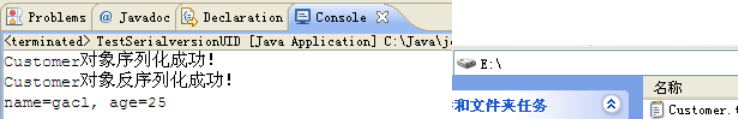 Problems @ Javadoc Declaration Console
<terminated> TestSerialversionUID [Java Application] C:\Java\j
Customer对象序列化成功!
Customer对象反序列化成功!
name=gacl, age=25
E:\
名称
和文件夹任务
Customer.